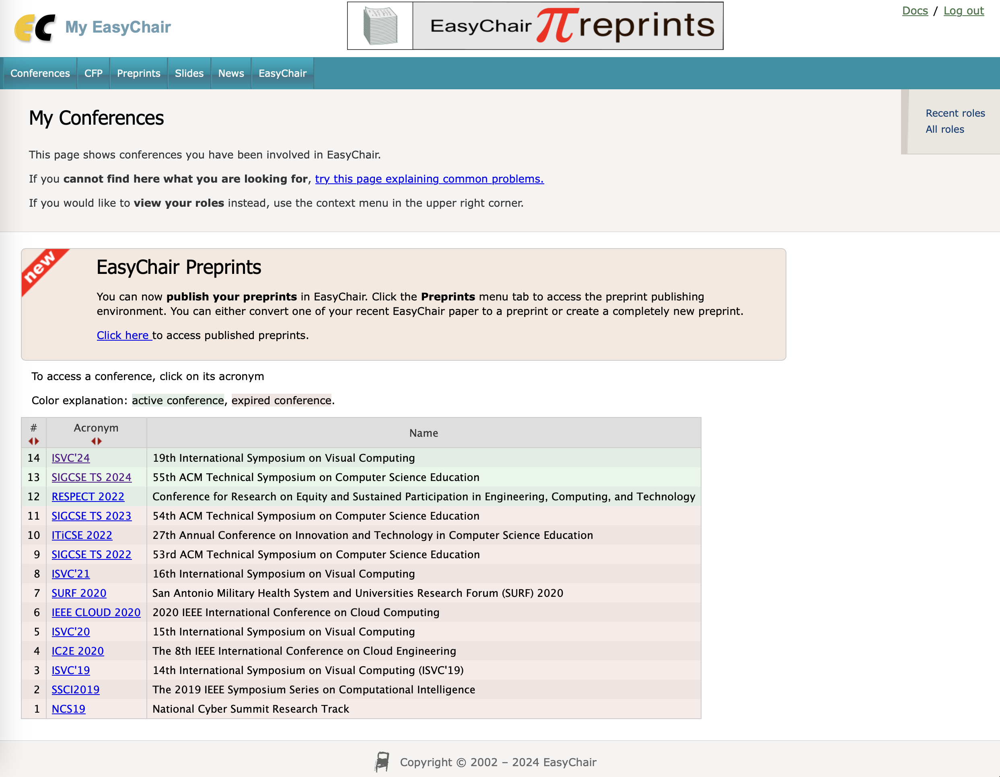 EC My EasyChair
EasyChair πreprints
Docs / Log out
Conferences CFP Preprints Slides News EasyChair
My Conferences
Recent roles
All roles
This page shows conferences you have been involved in EasyChair.
If you cannot find here what you are looking for, try this page explaining common problems.
If you would like to view your roles instead, use the context menu in the upper right corner.
new
EasyChair Preprints
You can now publish your preprints in EasyChair. Click the Preprints menu tab to access the preprint publishing
environment. You can either convert one of your recent EasyChair paper to a preprint or create a completely new preprint.
Click here to access published preprints.
To access a conference, click on its acronym
Color explanation: active conference, expired conference.
# Acronym Name
14 ISVC'24 19th International Symposium on Visual Computing
13 SIGCSE TS 2024 55th ACM Technical Symposium on Computer Science Education
12 RESPECT 2022 Conference for Research on Equity and Sustained Participation in Engineering, Computing, and Technology
11 SIGCSE TS 2023 54th ACM Technical Symposium on Computer Science Education
10 ITiCSE 2022 27th Annual Conference on Innovation and Technology in Computer Science Education
9 SIGCSE TS 2022 53rd ACM Technical Symposium on Computer Science Education
8 ISVC'21 16th International Symposium on Visual Computing
7 SURF 2020 San Antonio Military Health System and Universities Research Forum (SURF) 2020
6 IEEE CLOUD 2020 2020 IEEE International Conference on Cloud Computing
5 ISVC'20 15th International Symposium on Visual Computing
4 IC2E 2020 The 8th IEEE International Conference on Cloud Engineering
3 ISVC'19 14th International Symposium on Visual Computing (ISVC'19)
2 SSCI2019 The 2019 IEEE Symposium Series on Computational Intelligence
1 NCS19 National Cyber Summit Research Track
Copyright © 2002 – 2024 EasyChair